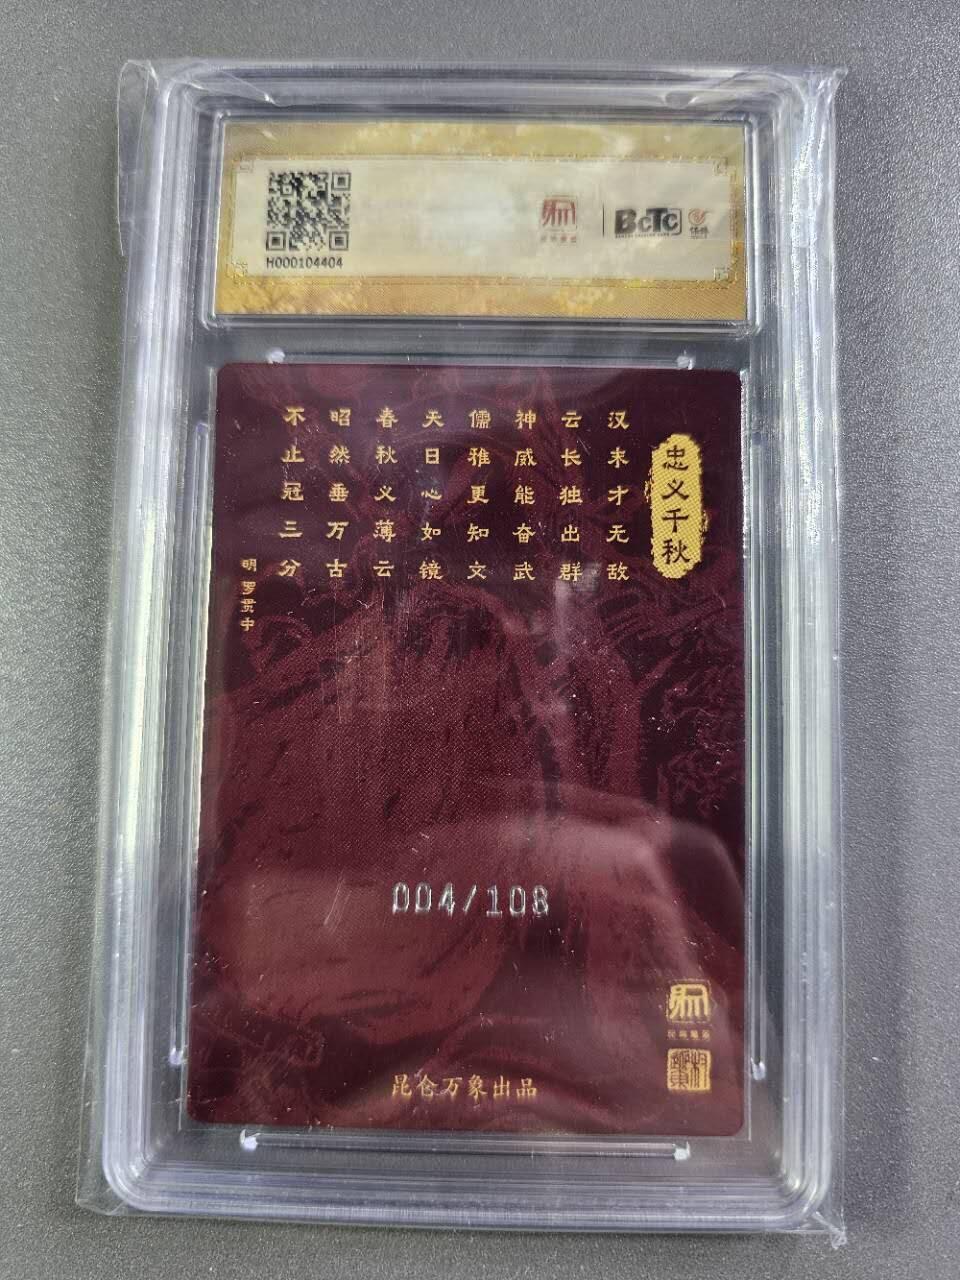 H000104404
BCTC
忠义千秋
汉末才无敌
云长独出群
神威能奋武
儒雅更知文
天日心如镜
春秋义薄云
昭然垂万古
不止冠三分
明 罗贯中
004/108
昆仑万象出品